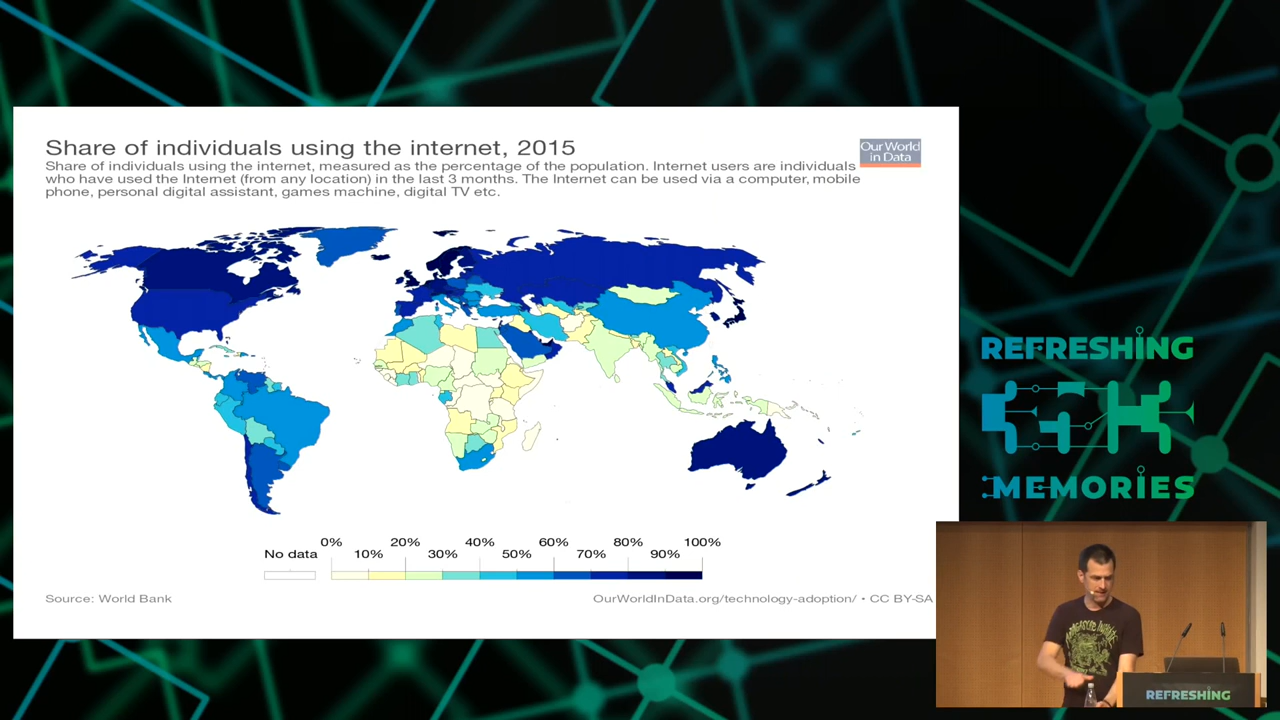 Share of individuals using the internet, 2015
Share of individuals using the internet, measured as the percentage of the population. Internet users are individuals
who have used the Internet (from any location) in the last 3 months. The Internet can be used via a computer, mobile
phone, personal digital assistant, games machine, digital TV etc.
Our World
in Data
0% 20% 40% 60% 80% 100%
No data 10% 30% 50% 70% 90%
Source: World Bank
OurWorldInData.org/technology-adoption/ • CC BY-SA
REFRESHING
MEMORIES
REFRESHING